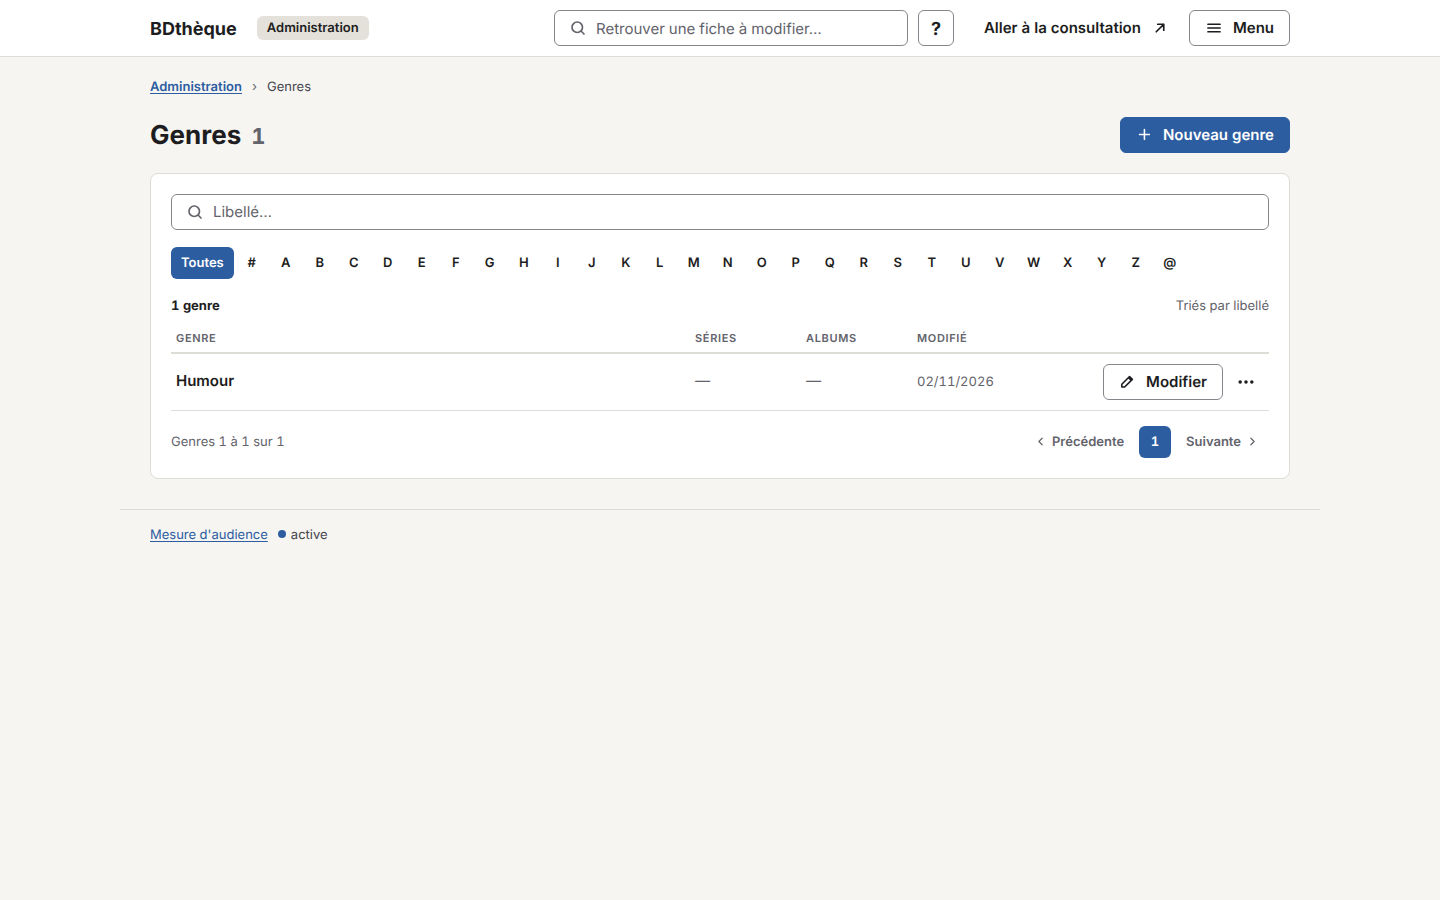 BDthèque Administration Retrouver une fiche à modifier... ? Aller à la consultation Menu
Administration › Genres
Genres 1 Nouveau genre
Libellé...
Toutes # A B C D E F G H I J K L M N O P Q R S T U V W X Y Z @
1 genre Triés par libellé
GENRE SÉRIES ALBUMS MODIFIÉ
Humour — — 02/11/2026 Modifier
Genres 1 à 1 sur 1 Précédente 1 Suivante
Mesure d'audience active